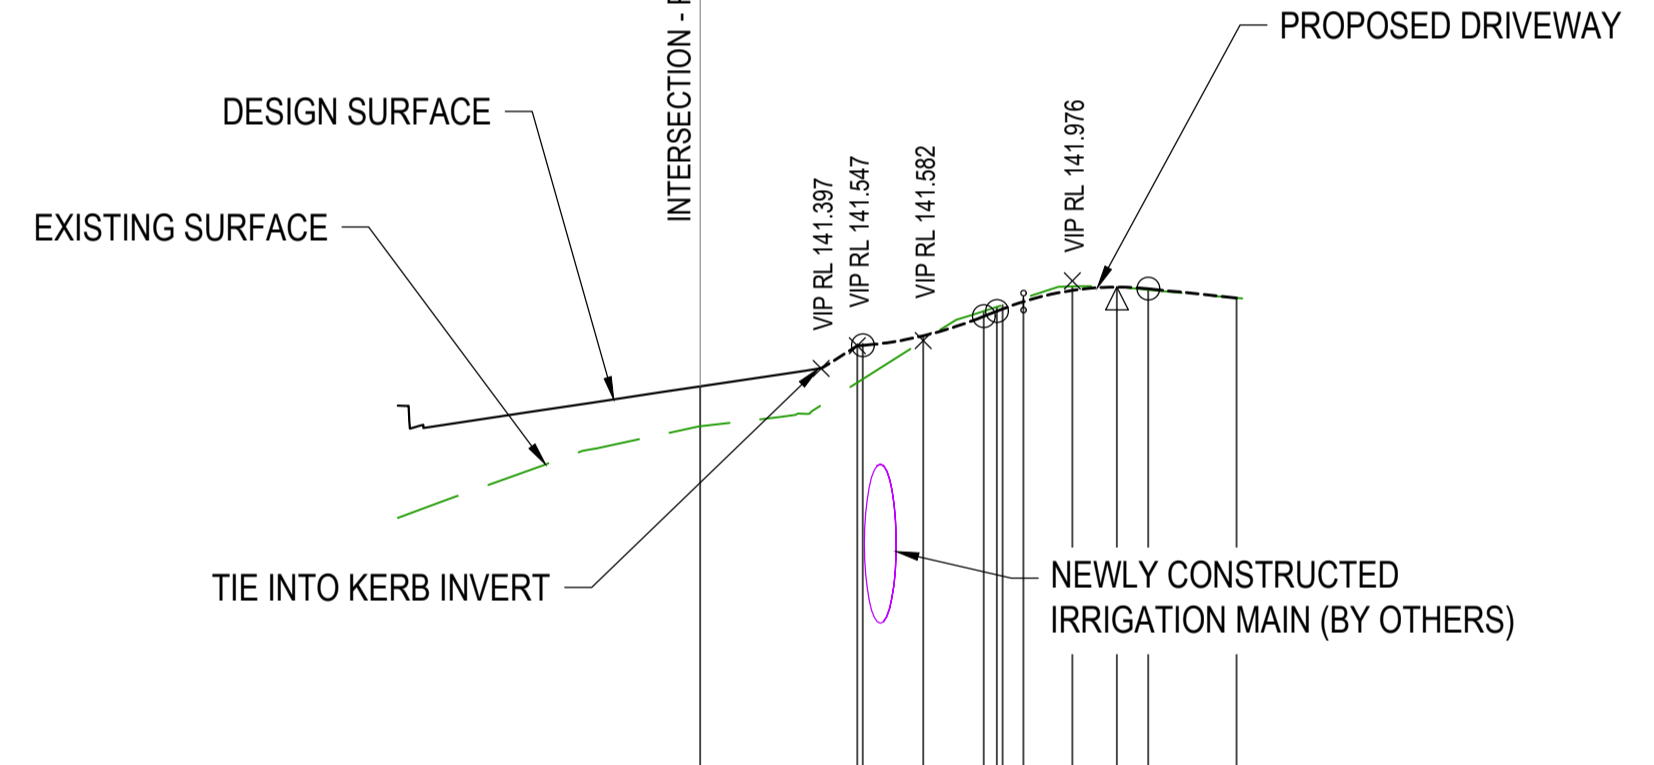 PROPOSED DRIVEWAY
DESIGN SURFACE
INTERSECTION -
VIP RL 141.976
VIP RL 141.582
VIP RL 141.547
VIP RL 141.397
EXISTING SURFACE
TIE INTO KERB INVERT
NEWLY CONSTRUCTED
IRRIGATION MAIN (BY OTHERS)